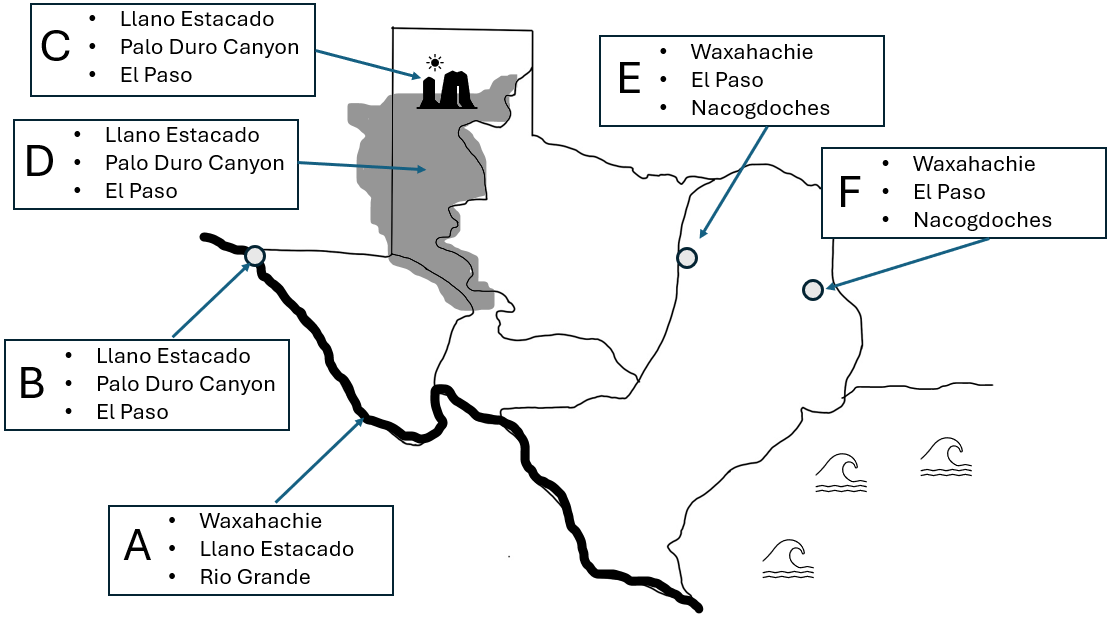 C
• Llano Estacado
• Palo Duro Canyon
• El Paso
D
• Llano Estacado
• Palo Duro Canyon
• El Paso
E
• Waxahachie
• El Paso
• Nacogdoches
F
• Waxahachie
• El Paso
• Nacogdoches
B
• Llano Estacado
• Palo Duro Canyon
• El Paso
A
• Waxahachie
• Llano Estacado
• Rio Grande